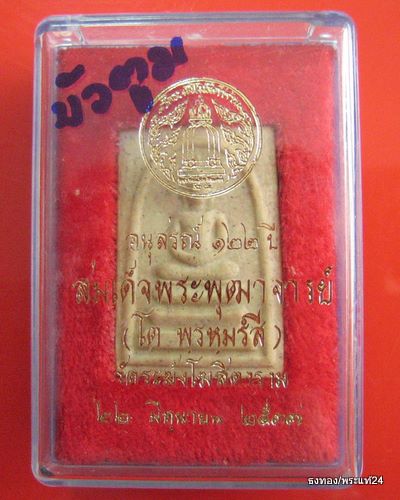 บัวตูม
อนุสรณ์ ๑๒๒ ปี
สมเด็จพระพุฒาจารย์
(โต พรหมรังสี)
วัดระฆังโฆสิตาราม
๒๒ มิถุนายน ๒๕๓๗
ธงทอง/พระแท้24